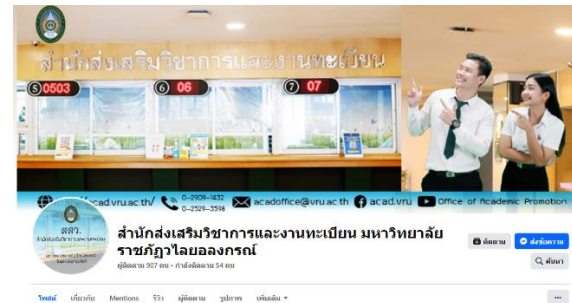 สำนักส่งเสริมวิชาการและงานทะเบียน
5 0503 6 06 7 07
acad.vru.ac.th/ 0-2909-1432 acadoffice@vru.ac.th acad.vru Office of Academic Promotion
0-2529-3598
สสว.
สำนักส่งเสริมวิชาการและงานทะเบียน มหาวิทยาลัย
ราชภัฏวไลยอลงกรณ์
ผู้ติดตาม 907 คน • กำลังติดตาม 54 คน
ติดตาม ส่งข้อความ
ค้นหา
โพสต์ เกี่ยวกับ Mentions รีวิว ผู้ติดตาม รูปภาพ เพิ่มเติม